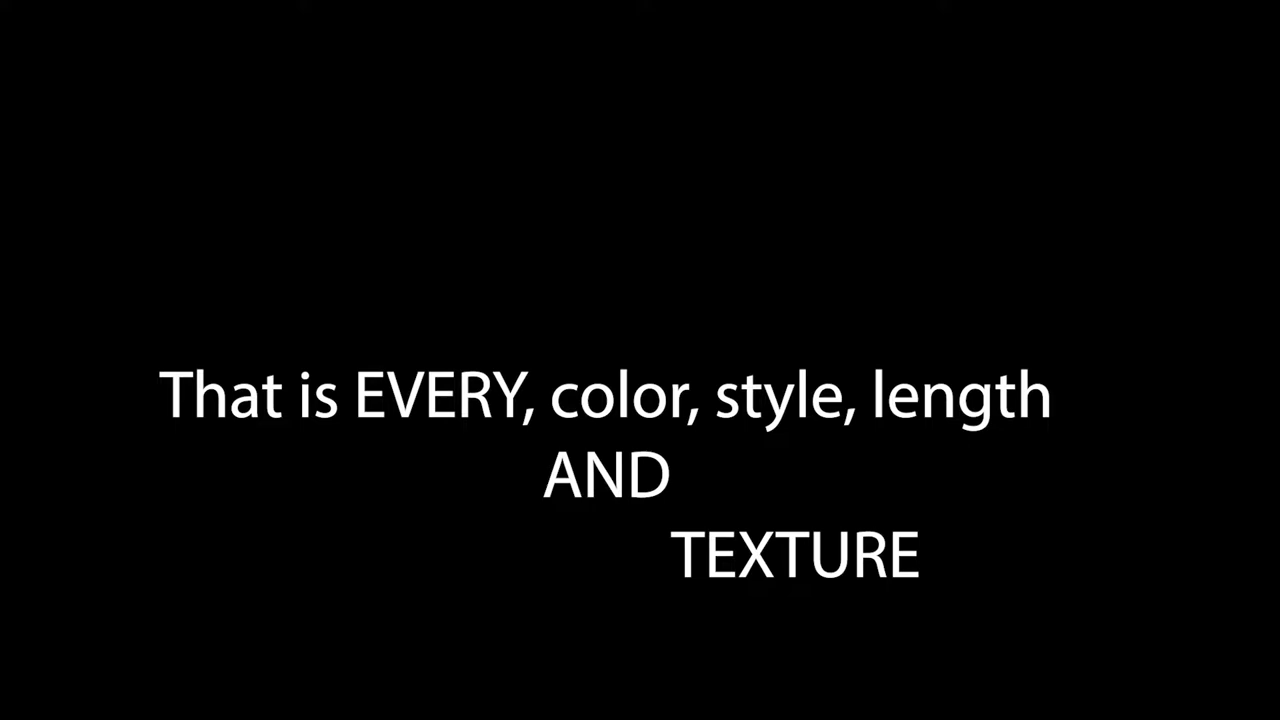 That is EVERY, color, style, length
AND
TEXTURE